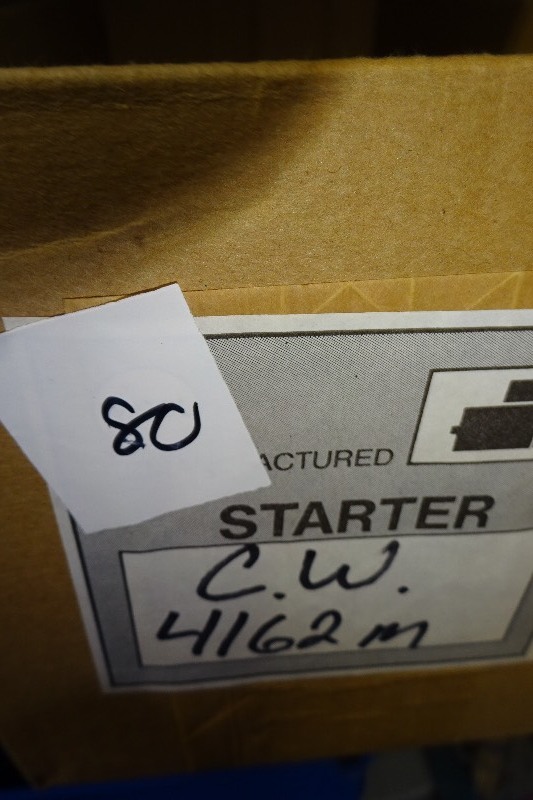 80
ACTURED
STARTER
C.W.
4162m